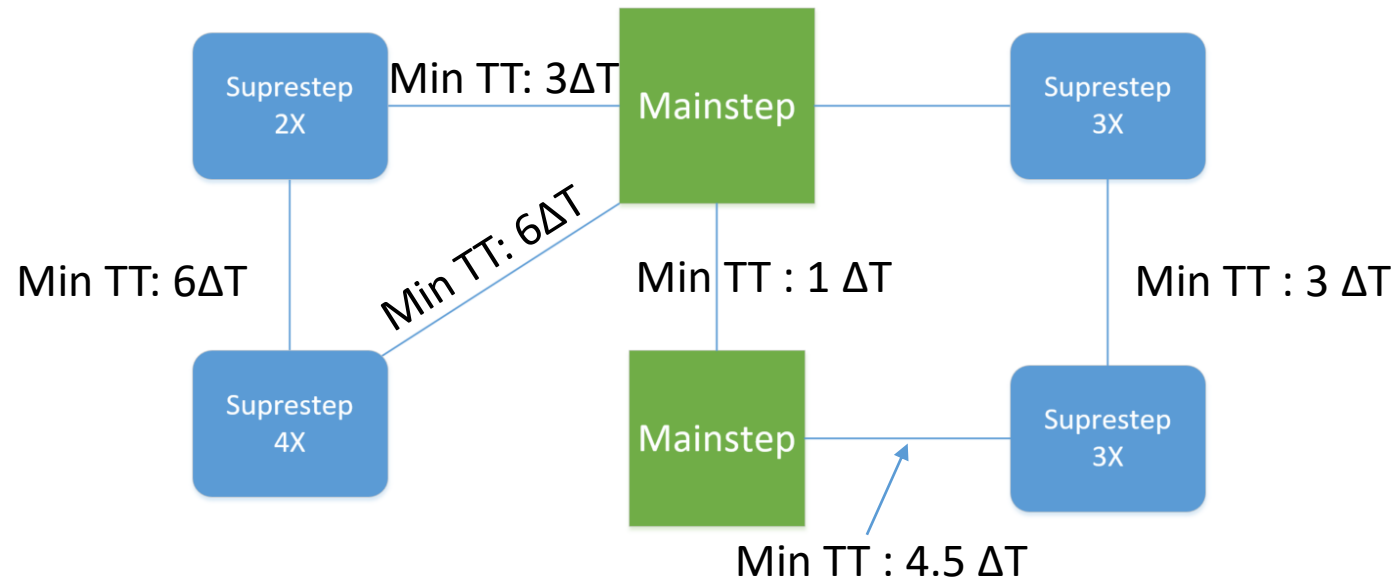 Suprestep
2X
Min TT: 3ΔT
Mainstep
Suprestep
3X
Min TT: 6ΔT
Min TT: 6ΔT
Min TT : 1 ΔT
Min TT : 3 ΔT
Suprestep
4X
Mainstep
Suprestep
3X
Min TT : 4.5 ΔT